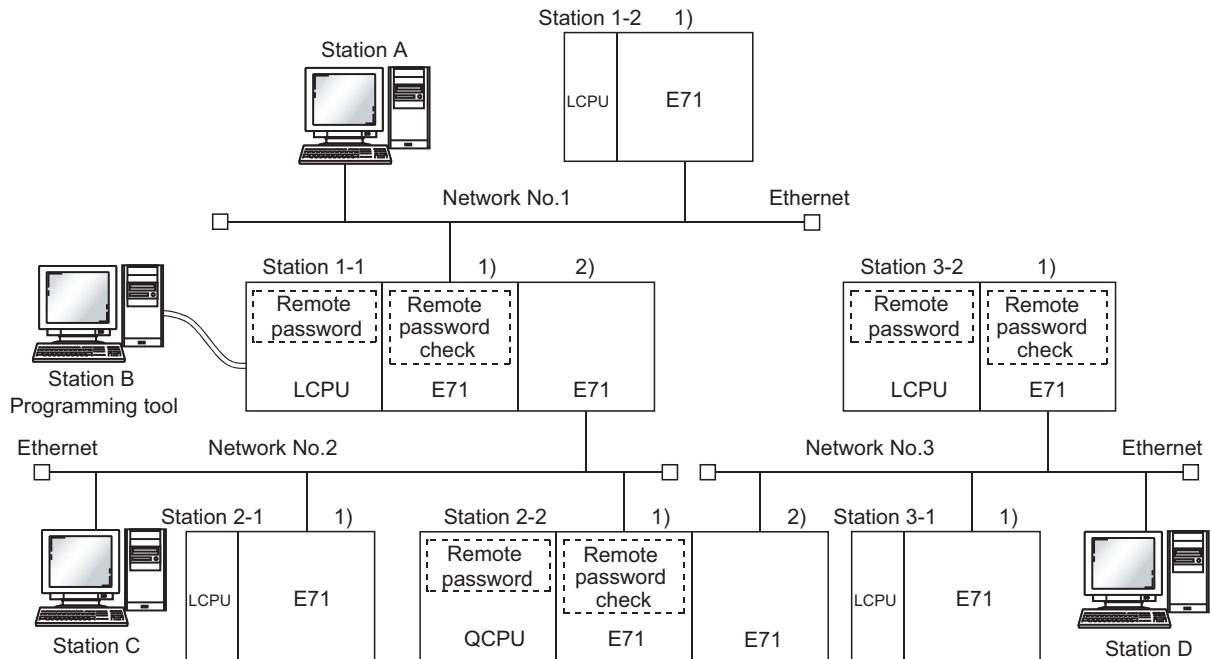 Station 1-2 1)
Station A
LCPU E71
Network No.1 Ethernet
Station 1-1 1) 2)
Remote password
Remote password check
LCPU E71 E71
Station 3-2 1)
Remote password
Remote password check
LCPU E71
Station B
Programming tool
Ethernet Network No.2
Network No.3 Ethernet
Station 2-1 1)
LCPU E71
Station C
Station 2-2 1) 2)
Remote password
Remote password check
QCPU E71 E71
Station 3-1 1)
LCPU E71
Station D